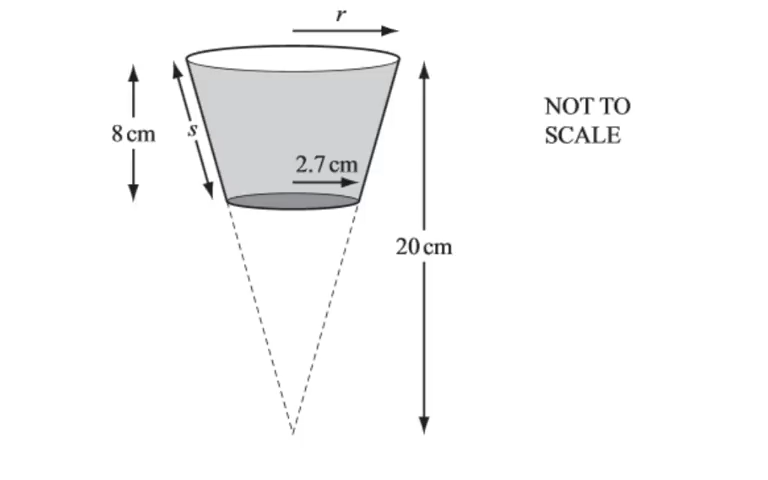 r
NOT TO
SCALE
8 cm
s
2.7 cm
20 cm